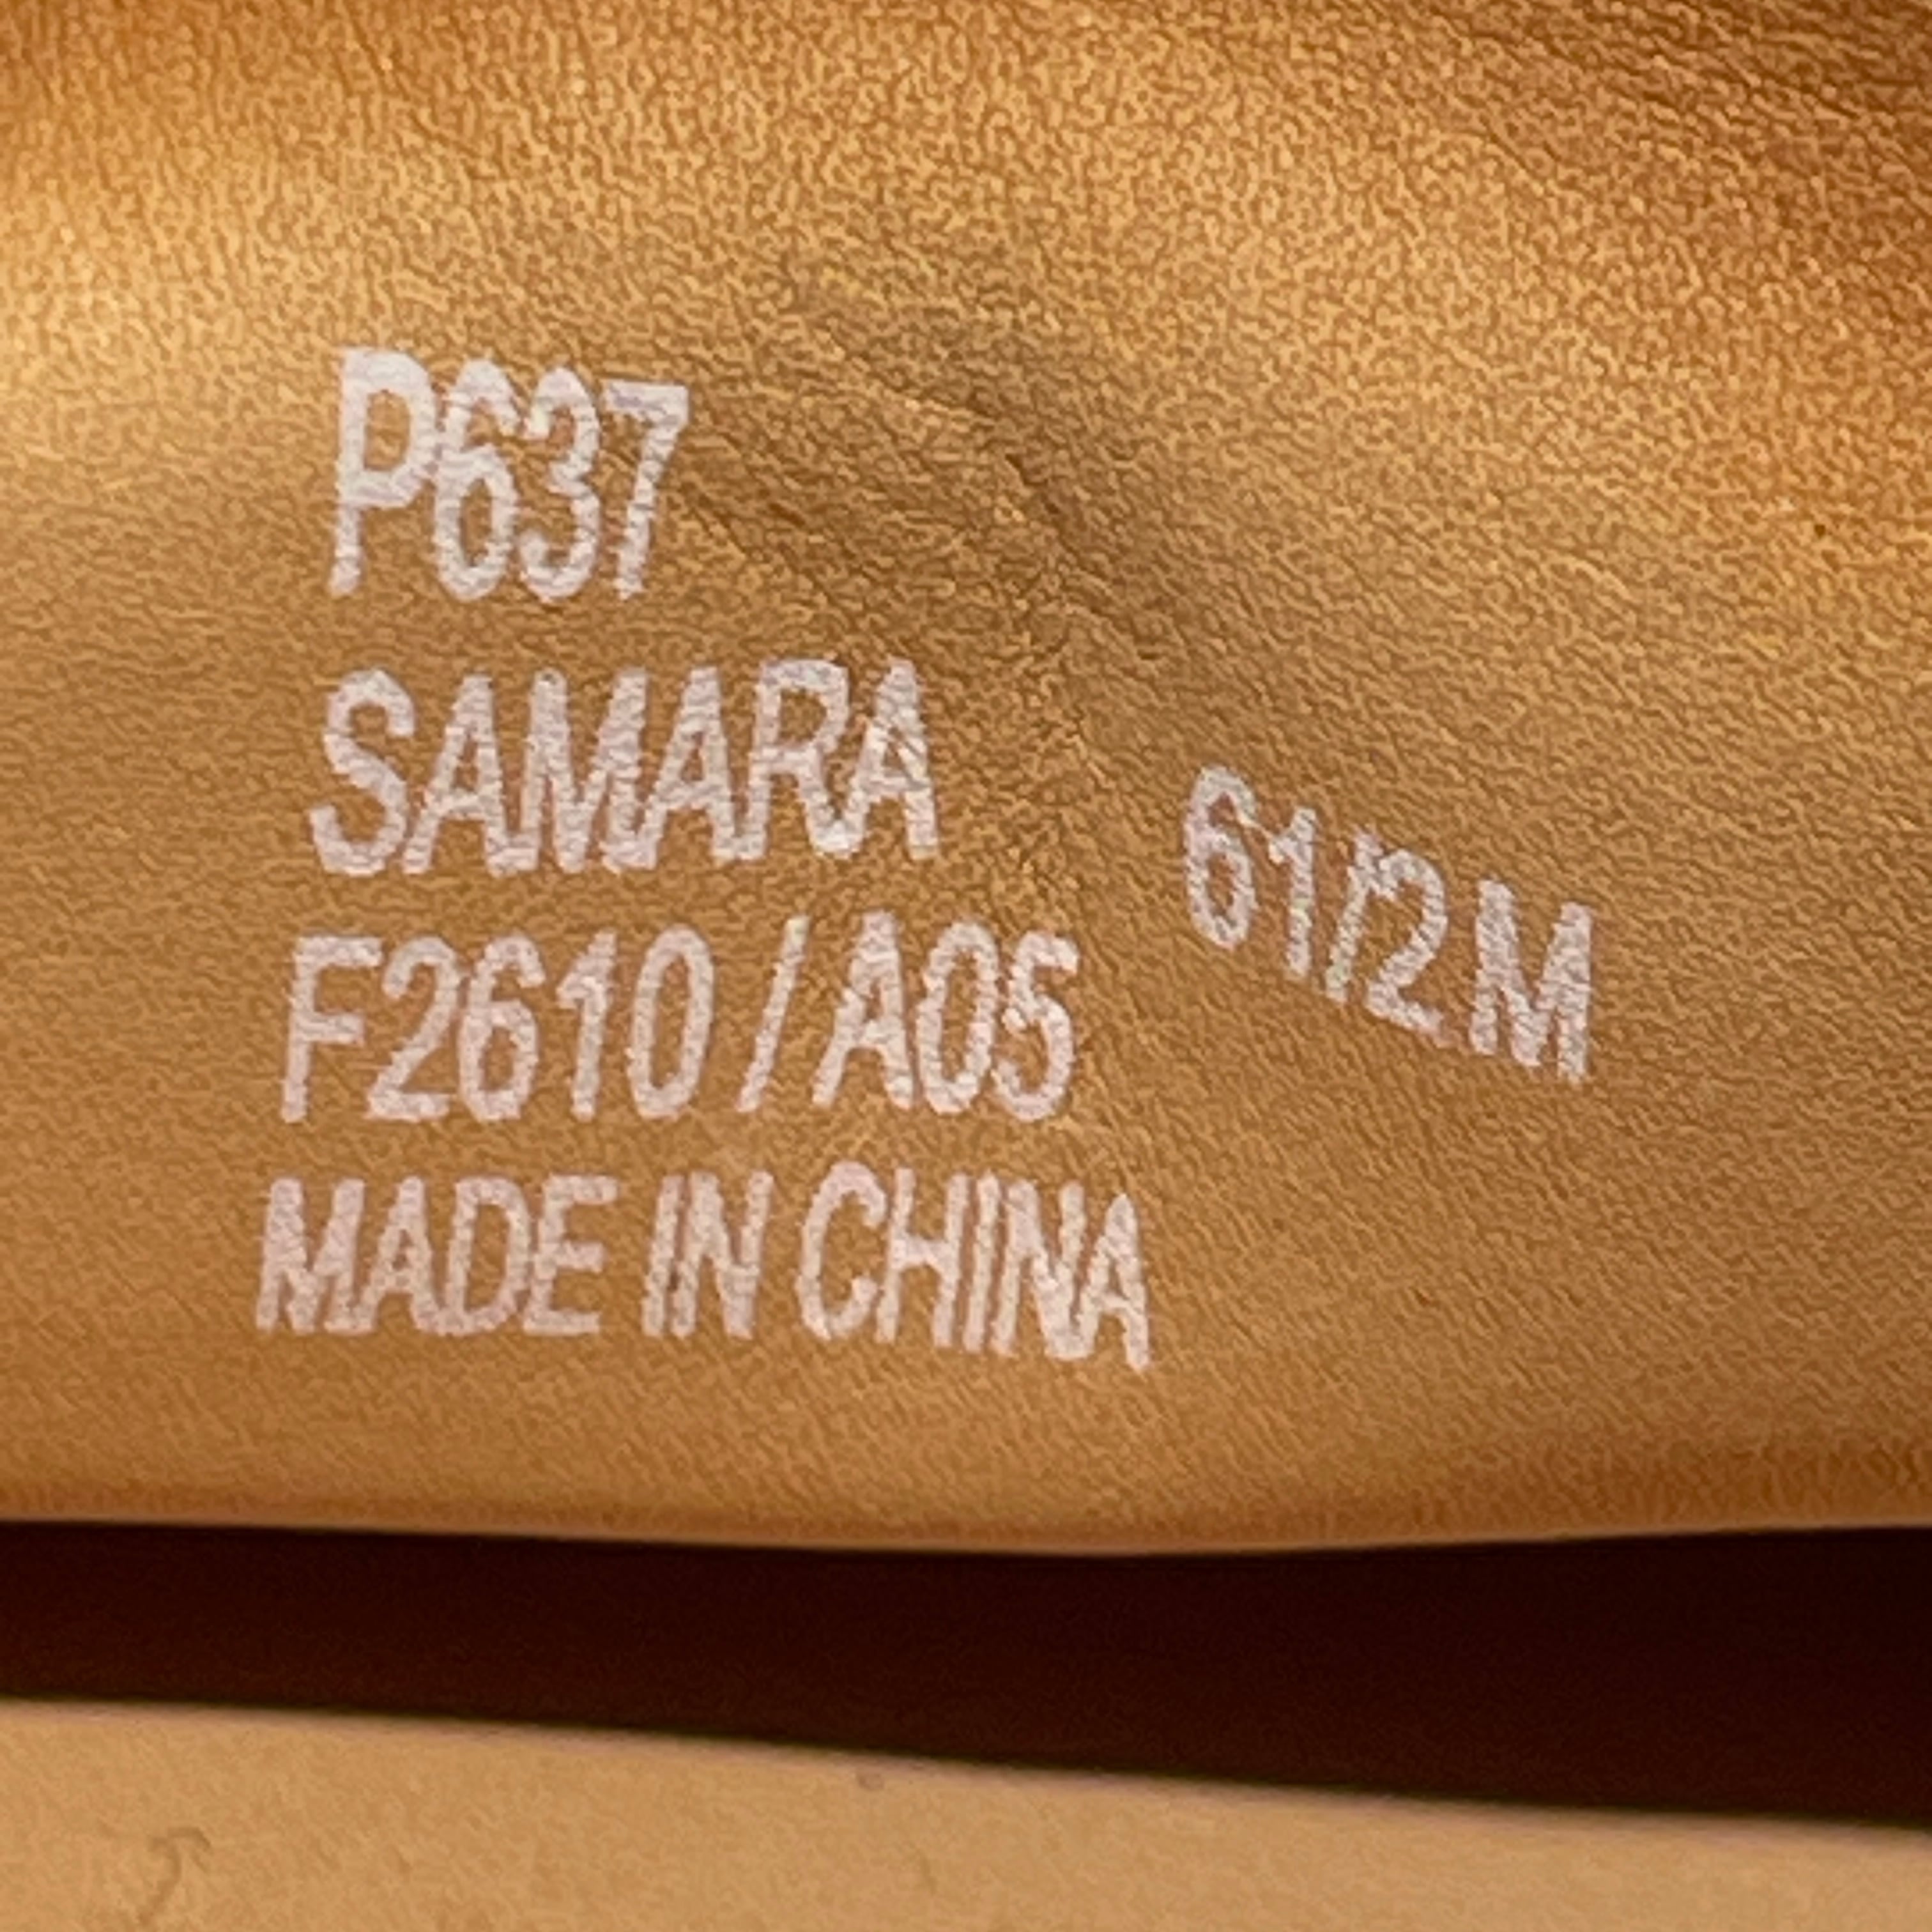 P637
SAMARA
61/2 M
F2610 / A05
MADE IN CHINA